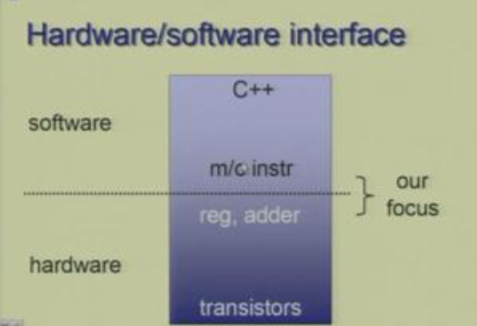 Hardware/software interface
C++
software
m/c instr
our
focus
reg, adder
hardware
transistors